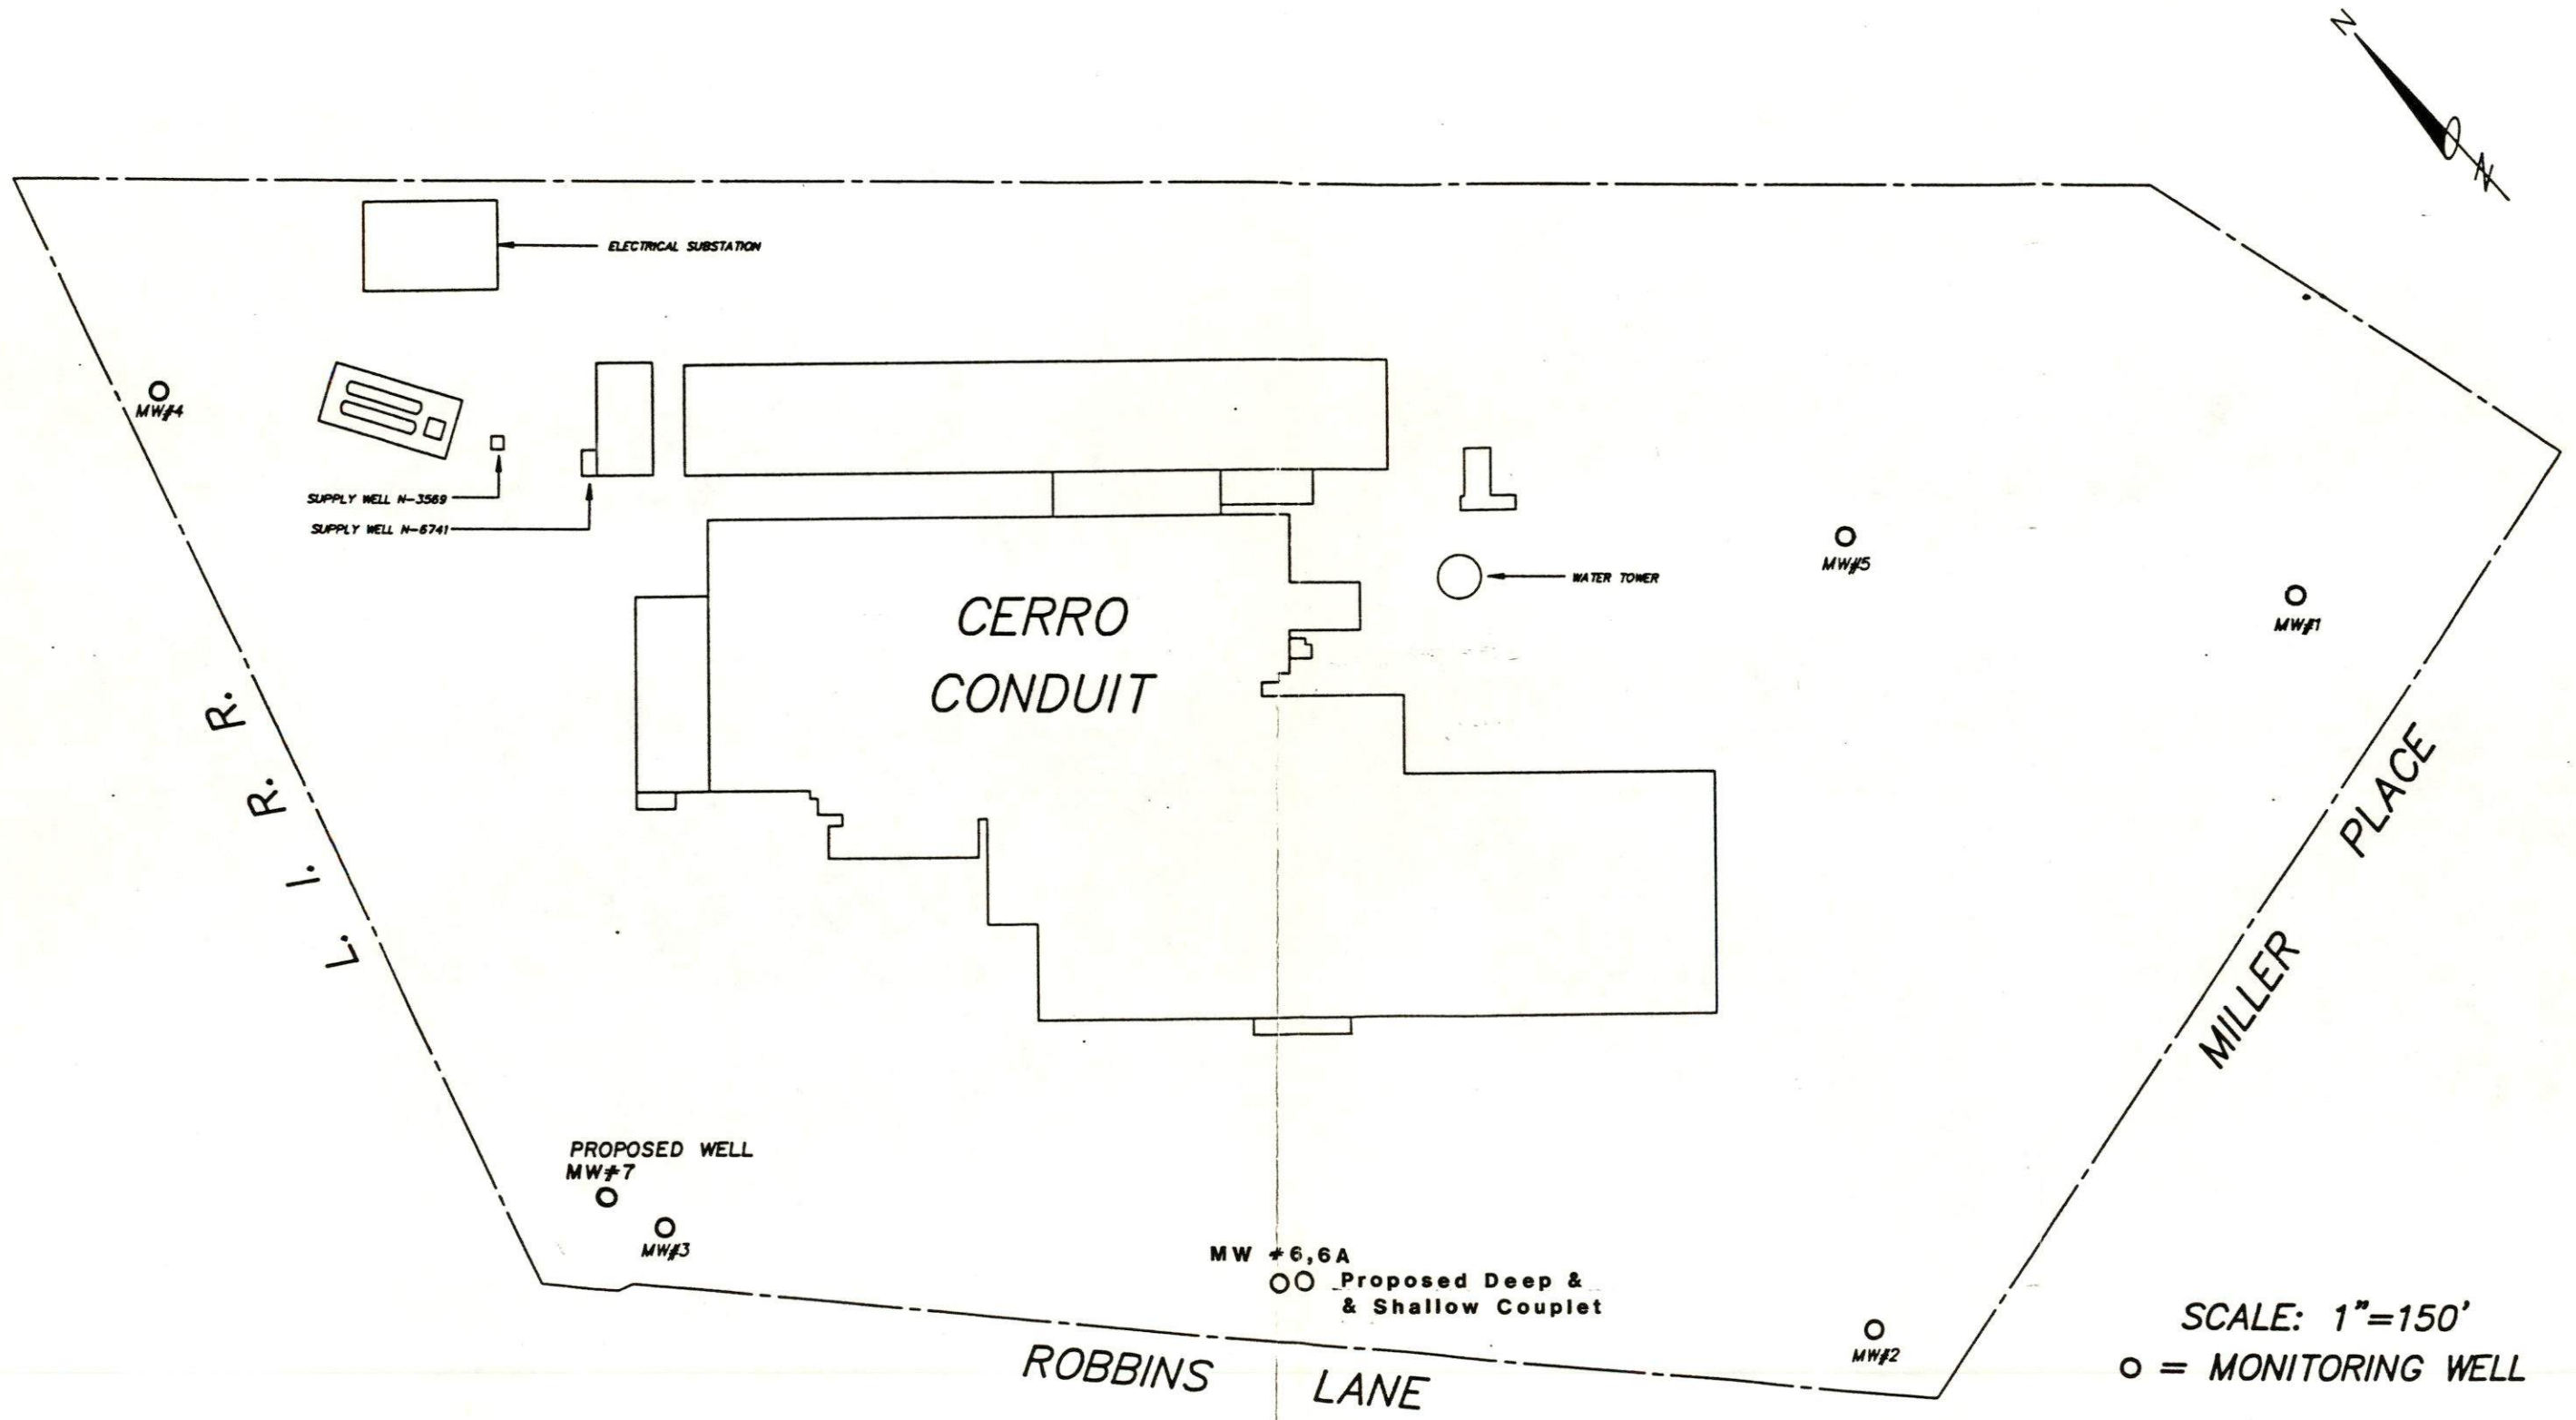 N
N
ELECTRICAL SUBSTATION
MW#4
SUPPLY WELL N-3569
SUPPLY WELL N-6741
MW#5
WATER TOWER
MW#1
CERRO
CONDUIT
L. I. R. R.
MILLER PLACE
PROPOSED WELL
MW#7
MW#3
MW #6,6A
Proposed Deep &
& Shallow Couplet
MW#2
ROBBINS LANE
SCALE: 1"=150'
O = MONITORING WELL